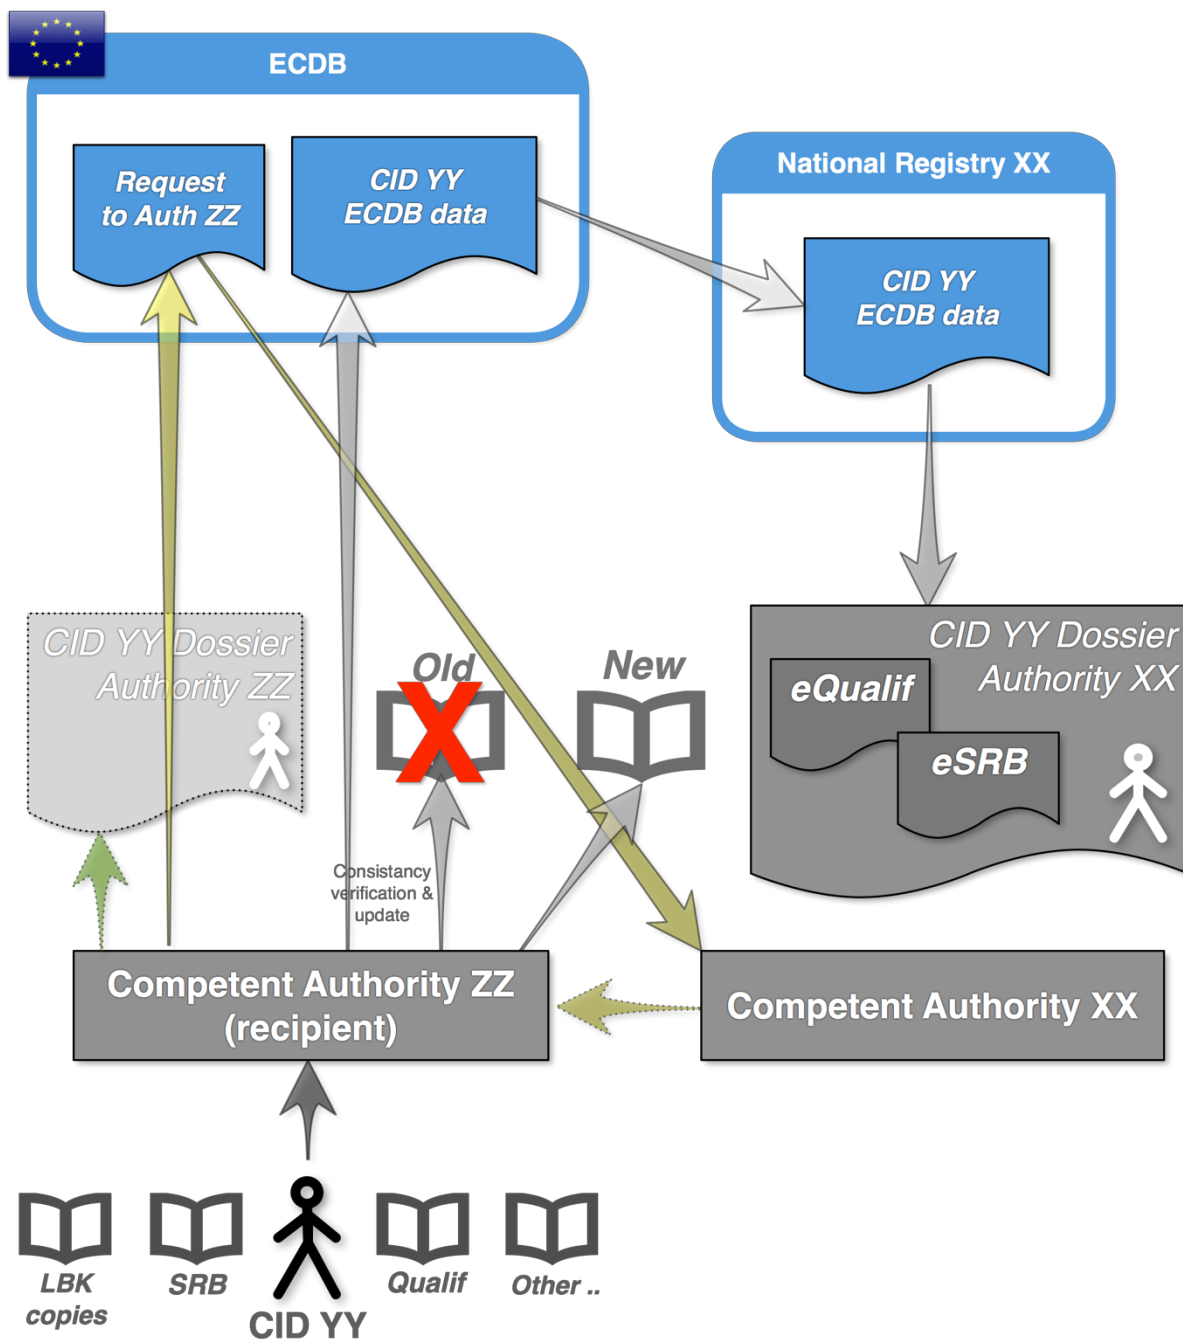 ECDB
Request
to Auth ZZ
CID YY
ECDB data
National Registry XX
CID YY
ECDB data
CID YY Dossier
Authority ZZ
Old
New
CID YY Dossier
Authority XX
eQualif
eSRB
Consistancy
verification &
update
Competent Authority ZZ
(recipient)
Competent Authority XX
LBK
copies
SRB
CID YY
Qualif
Other ..